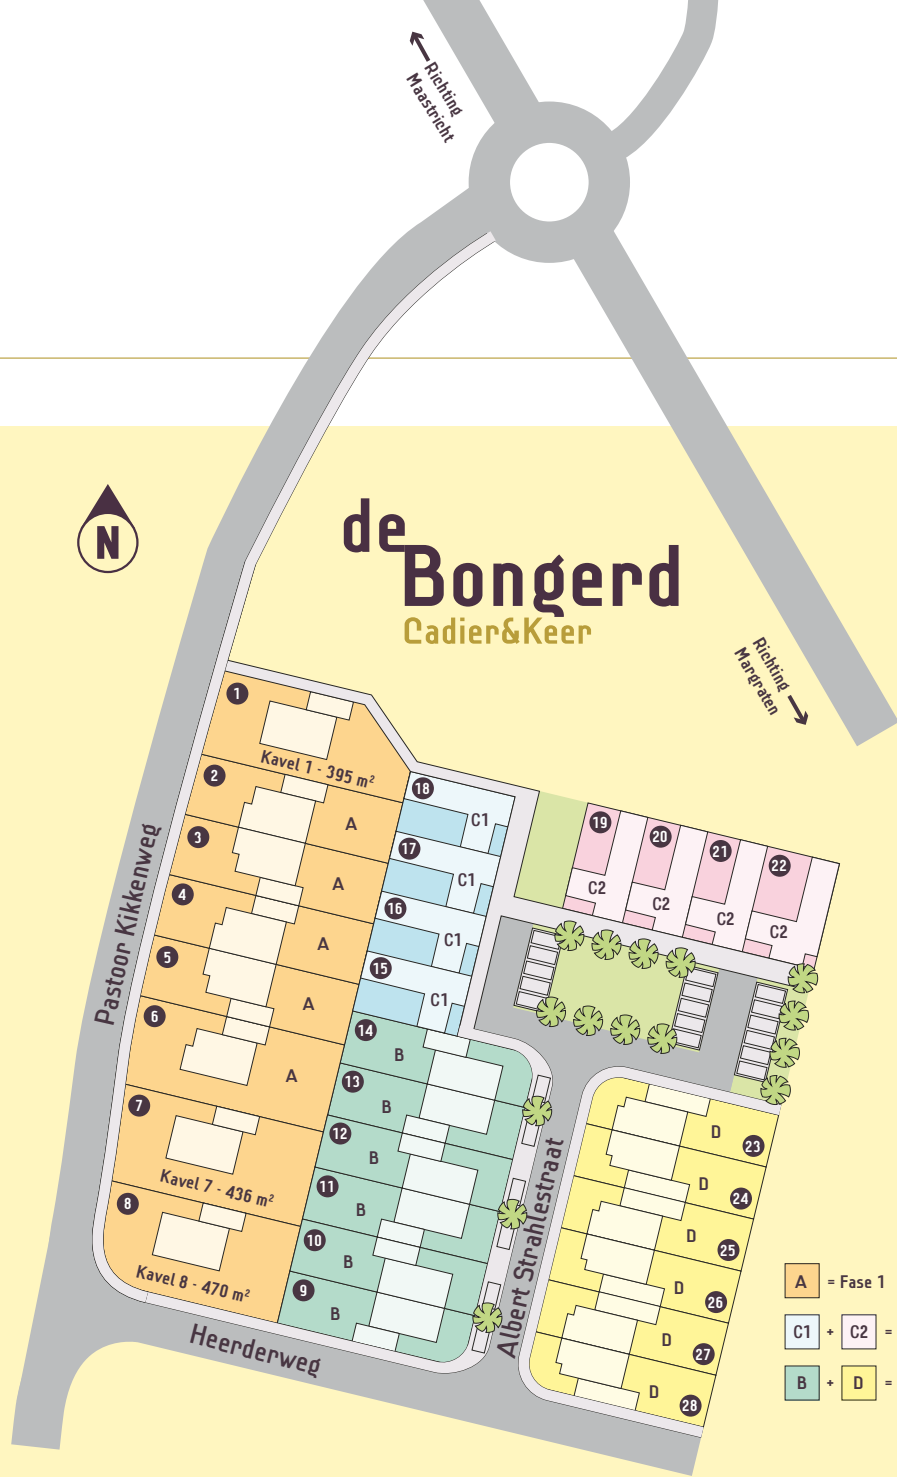 Richting
Maastricht
N
de
Bongerd
Cadier&Keer
Richting
Margraten
1
Kavel 1 - 395 m²
2
A
3
A
4
A
5
A
6
A
7
Kavel 7 - 436 m²
8
Kavel 8 - 470 m²
18
C1
17
C1
16
C1
15
C1
14
B
13
B
12
B
11
B
10
B
9
B
19
C2
20
C2
21
C2
22
C2
D
23
D
24
D
25
D
26
D
27
D
28
Pastoor Kikkenweg
Albert Strahlestraat
Heerderweg
A = Fase 1
C1 + C2 =
B + D =